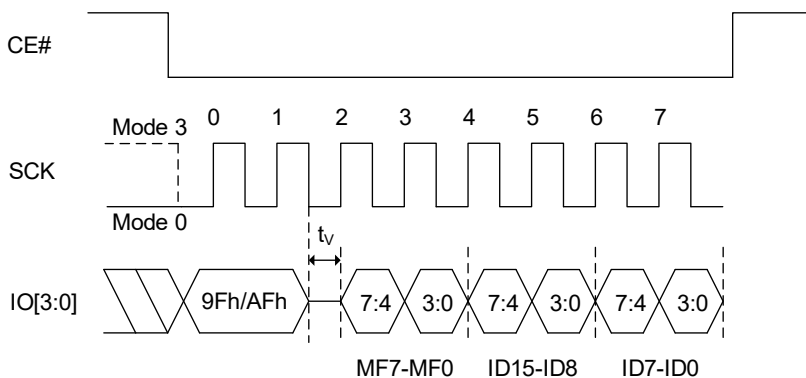 CE#
0 1 2 3 4 5 6 7
Mode 3
SCK
Mode 0
tV
IO[3:0] 9Fh/AFh 7:4 3:0 7:4 3:0 7:4 3:0
MF7-MF0 ID15-ID8 ID7-ID0